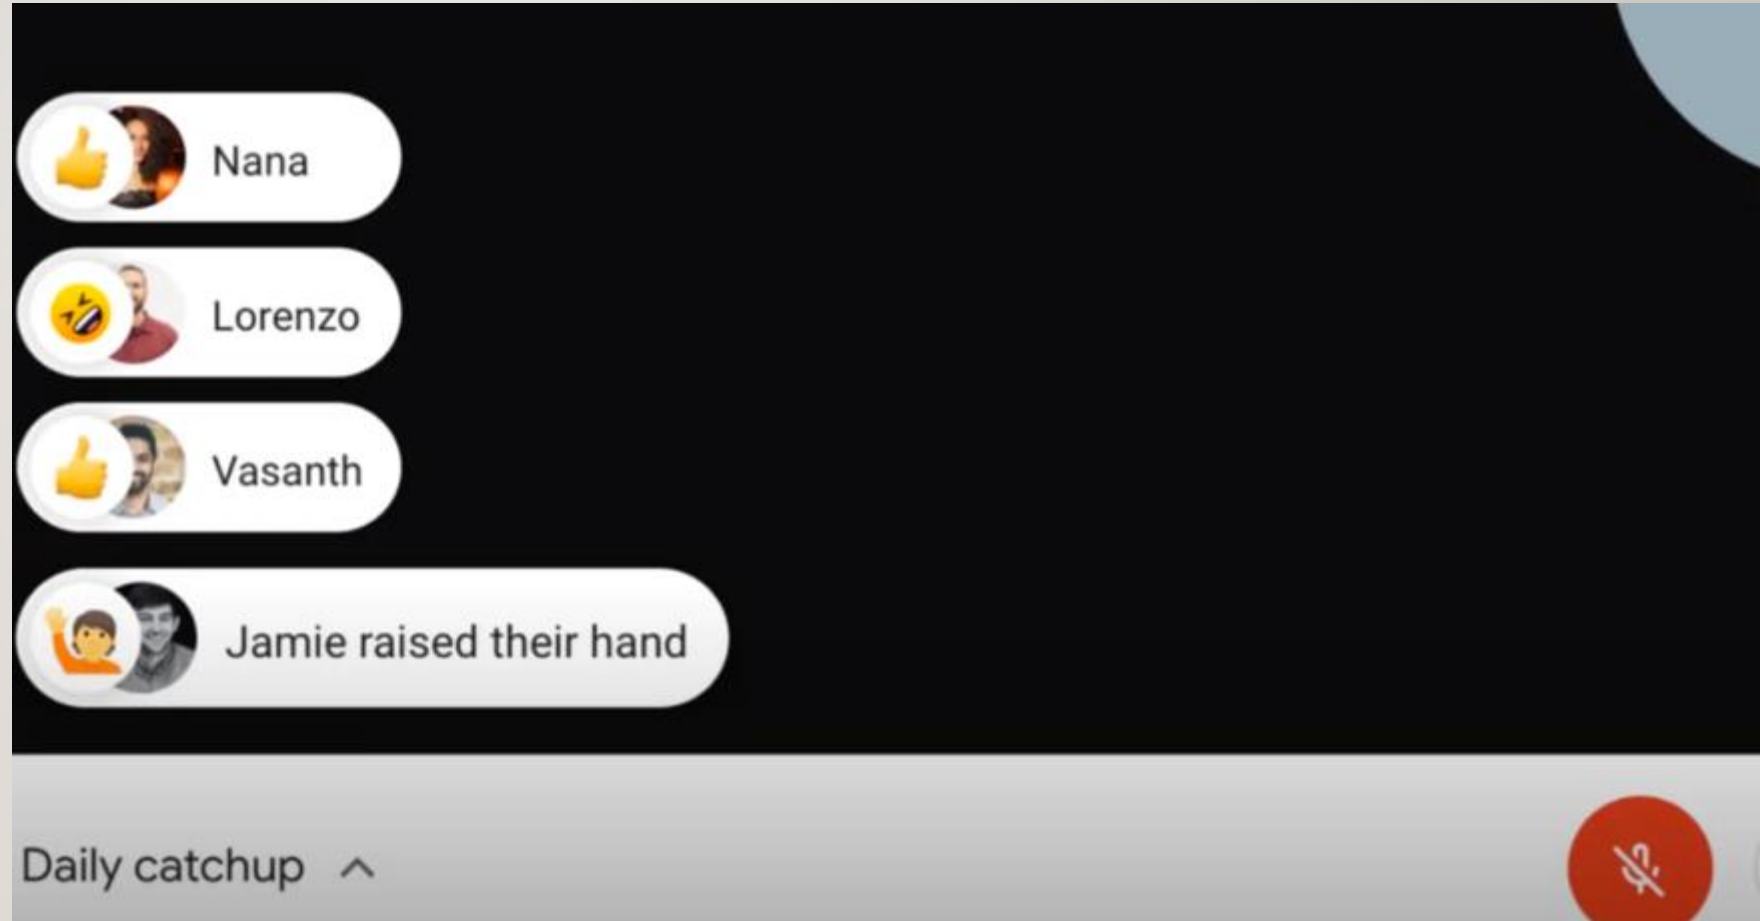 Nana
Lorenzo
Vasanth
Jamie raised their hand
Daily catchup